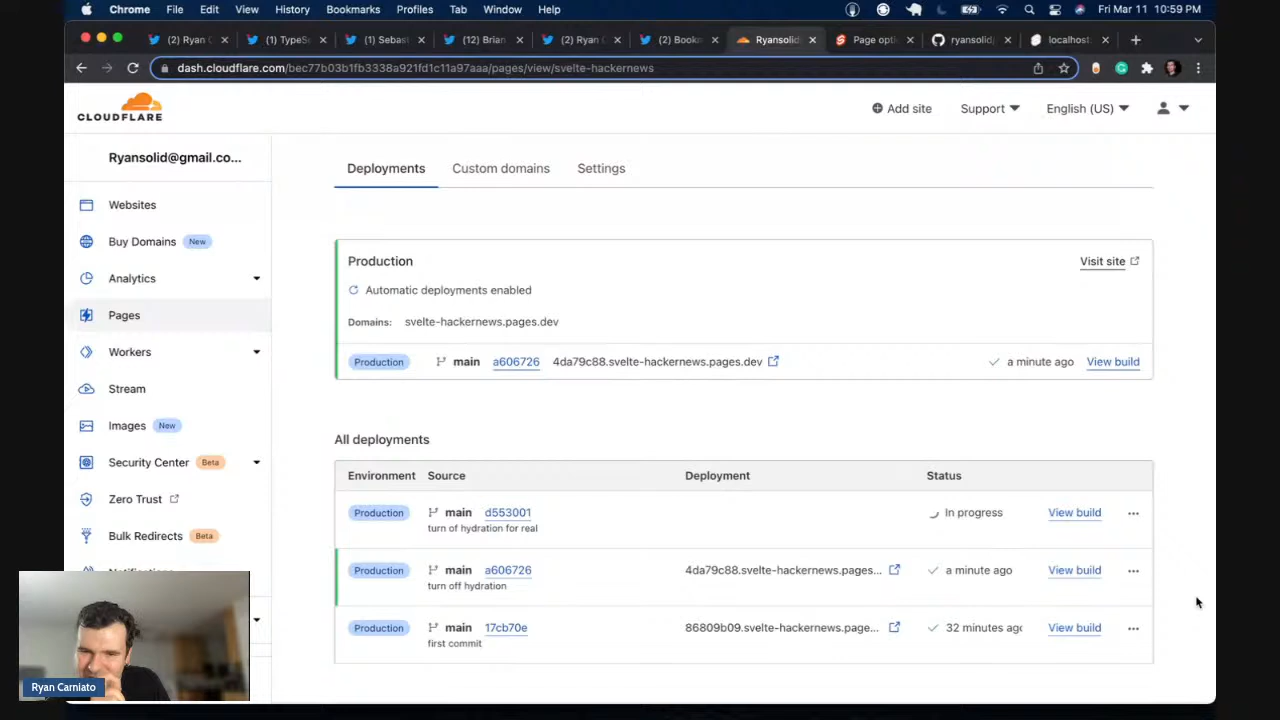 Chrome File Edit View History Bookmarks Profiles Tab Window Help Fri Mar 11 10:59 PM
(2) Ryan C (1) TypeS (1) Sebast (12) Brian (2) Ryan C (2) Bookm Ryansolid Page opti ryansolid/ localhost:
dash.cloudflare.com/bec77b03b1fb3338a921fd1c11a97aaa/pages/view/svelte-hackernews
CLOUDFLARE
Add site Support English (US)
Ryansolid@gmail.co...
Websites
Buy Domains New
Analytics
Pages
Workers
Stream
Images New
Security Center Beta
Zero Trust
Bulk Redirects Beta
Notifications
Deployments Custom domains Settings
Production Visit site
Automatic deployments enabled
Domains: svelte-hackernews.pages.dev
Production main a606726 4da79c88.svelte-hackernews.pages.dev a minute ago View build
All deployments
Environment Source Deployment Status
Production main d553001 In progress View build ...
turn of hydration for real
Production main a606726 4da79c88.svelte-hackernews.pages... a minute ago View build ...
turn off hydration
Production main 17cb70e 86809b09.svelte-hackernews.page... 32 minutes ago View build ...
first commit
Ryan Carniato